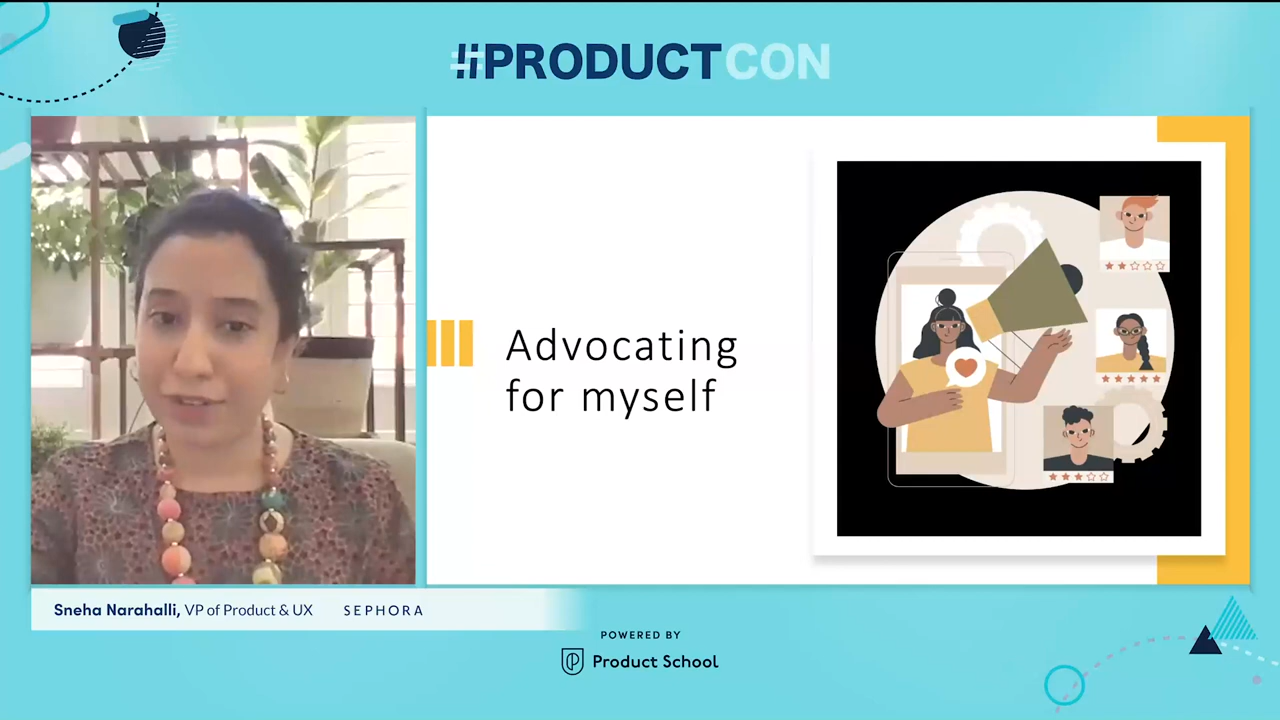 #PRODUCTCON
Advocating
for myself
Sneha Narahalli, VP of Product & UX SEPHORA
POWERED BY
Product School